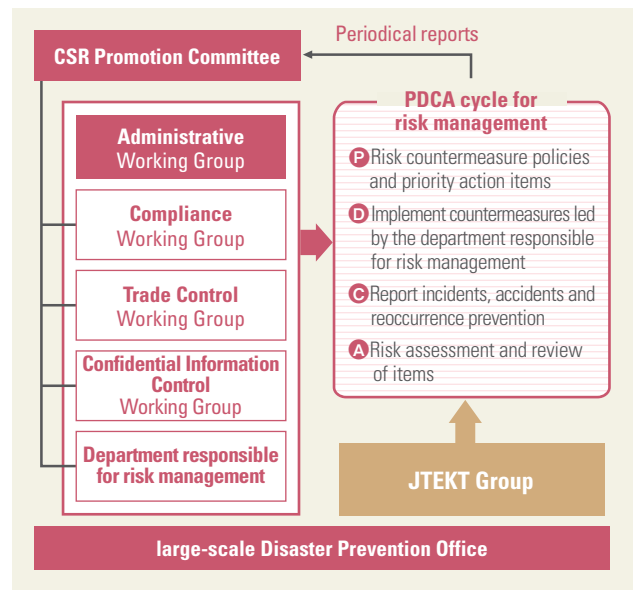 Periodical reports
CSR Promotion Committee
Administrative
Working Group
Compliance
Working Group
Trade Control
Working Group
Confidential Information
Control
Working Group
Department responsible
for risk management
PDCA cycle for
risk management
P Risk countermeasure policies
and priority action items
D Implement countermeasures led
by the department responsible
for risk management
C Report incidents, accidents and
reoccurrence prevention
A Risk assessment and review
of items
JTEKT Group
large-scale Disaster Prevention Office